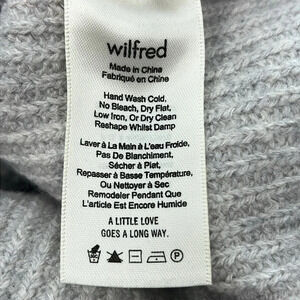 wilfred
Made in China
Fabriqué en Chine
Hand Wash Cold,
No Bleach, Dry Flat,
Low Iron, Or Dry Clean
Reshape Whilst Damp
Laver à La Main à L'eau Froide,
Pas De Blanchiment,
Sécher à Plat,
Repasser à Basse Température,
Ou Nettoyer à Sec
Remodeler Pendant Que
L'article Est Encore Humide
A LITTLE LOVE
GOES A LONG WAY.